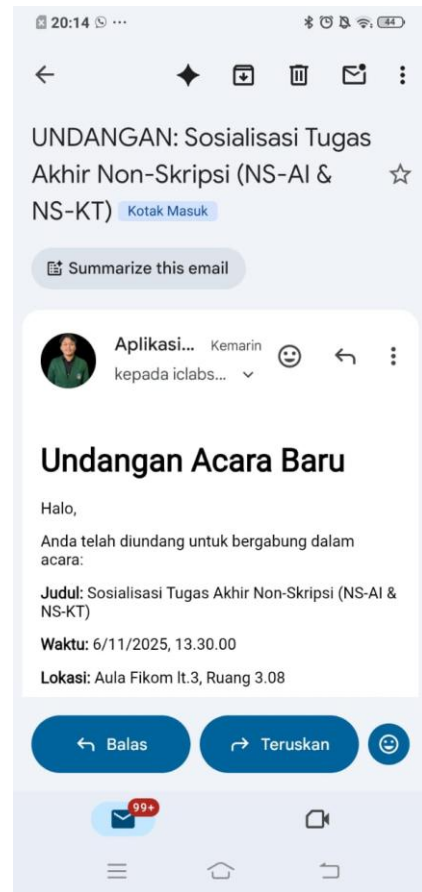 20:14 ...
44
UNDANGAN: Sosialisasi Tugas
Akhir Non-Skripsi (NS-AI &
NS-KT) Kotak Masuk
Summarize this email
Aplikasi... Kemarin
kepada iclabs...
Undangan Acara Baru
Halo,
Anda telah diundang untuk bergabung dalam
acara:
Judul: Sosialisasi Tugas Akhir Non-Skripsi (NS-AI &
NS-KT)
Waktu: 6/11/2025, 13.30.00
Lokasi: Aula Fikom lt.3, Ruang 3.08
Balas
Teruskan
99+